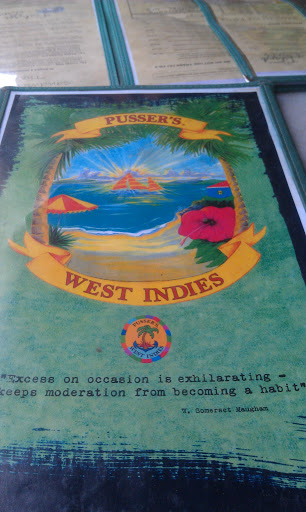 PUSSER'S
WEST INDIES
PUSSER'S
WEST INDIES
"Excess on occasion is exhilarating -
keeps moderation from becoming a habit"
W. Somerset Maugham